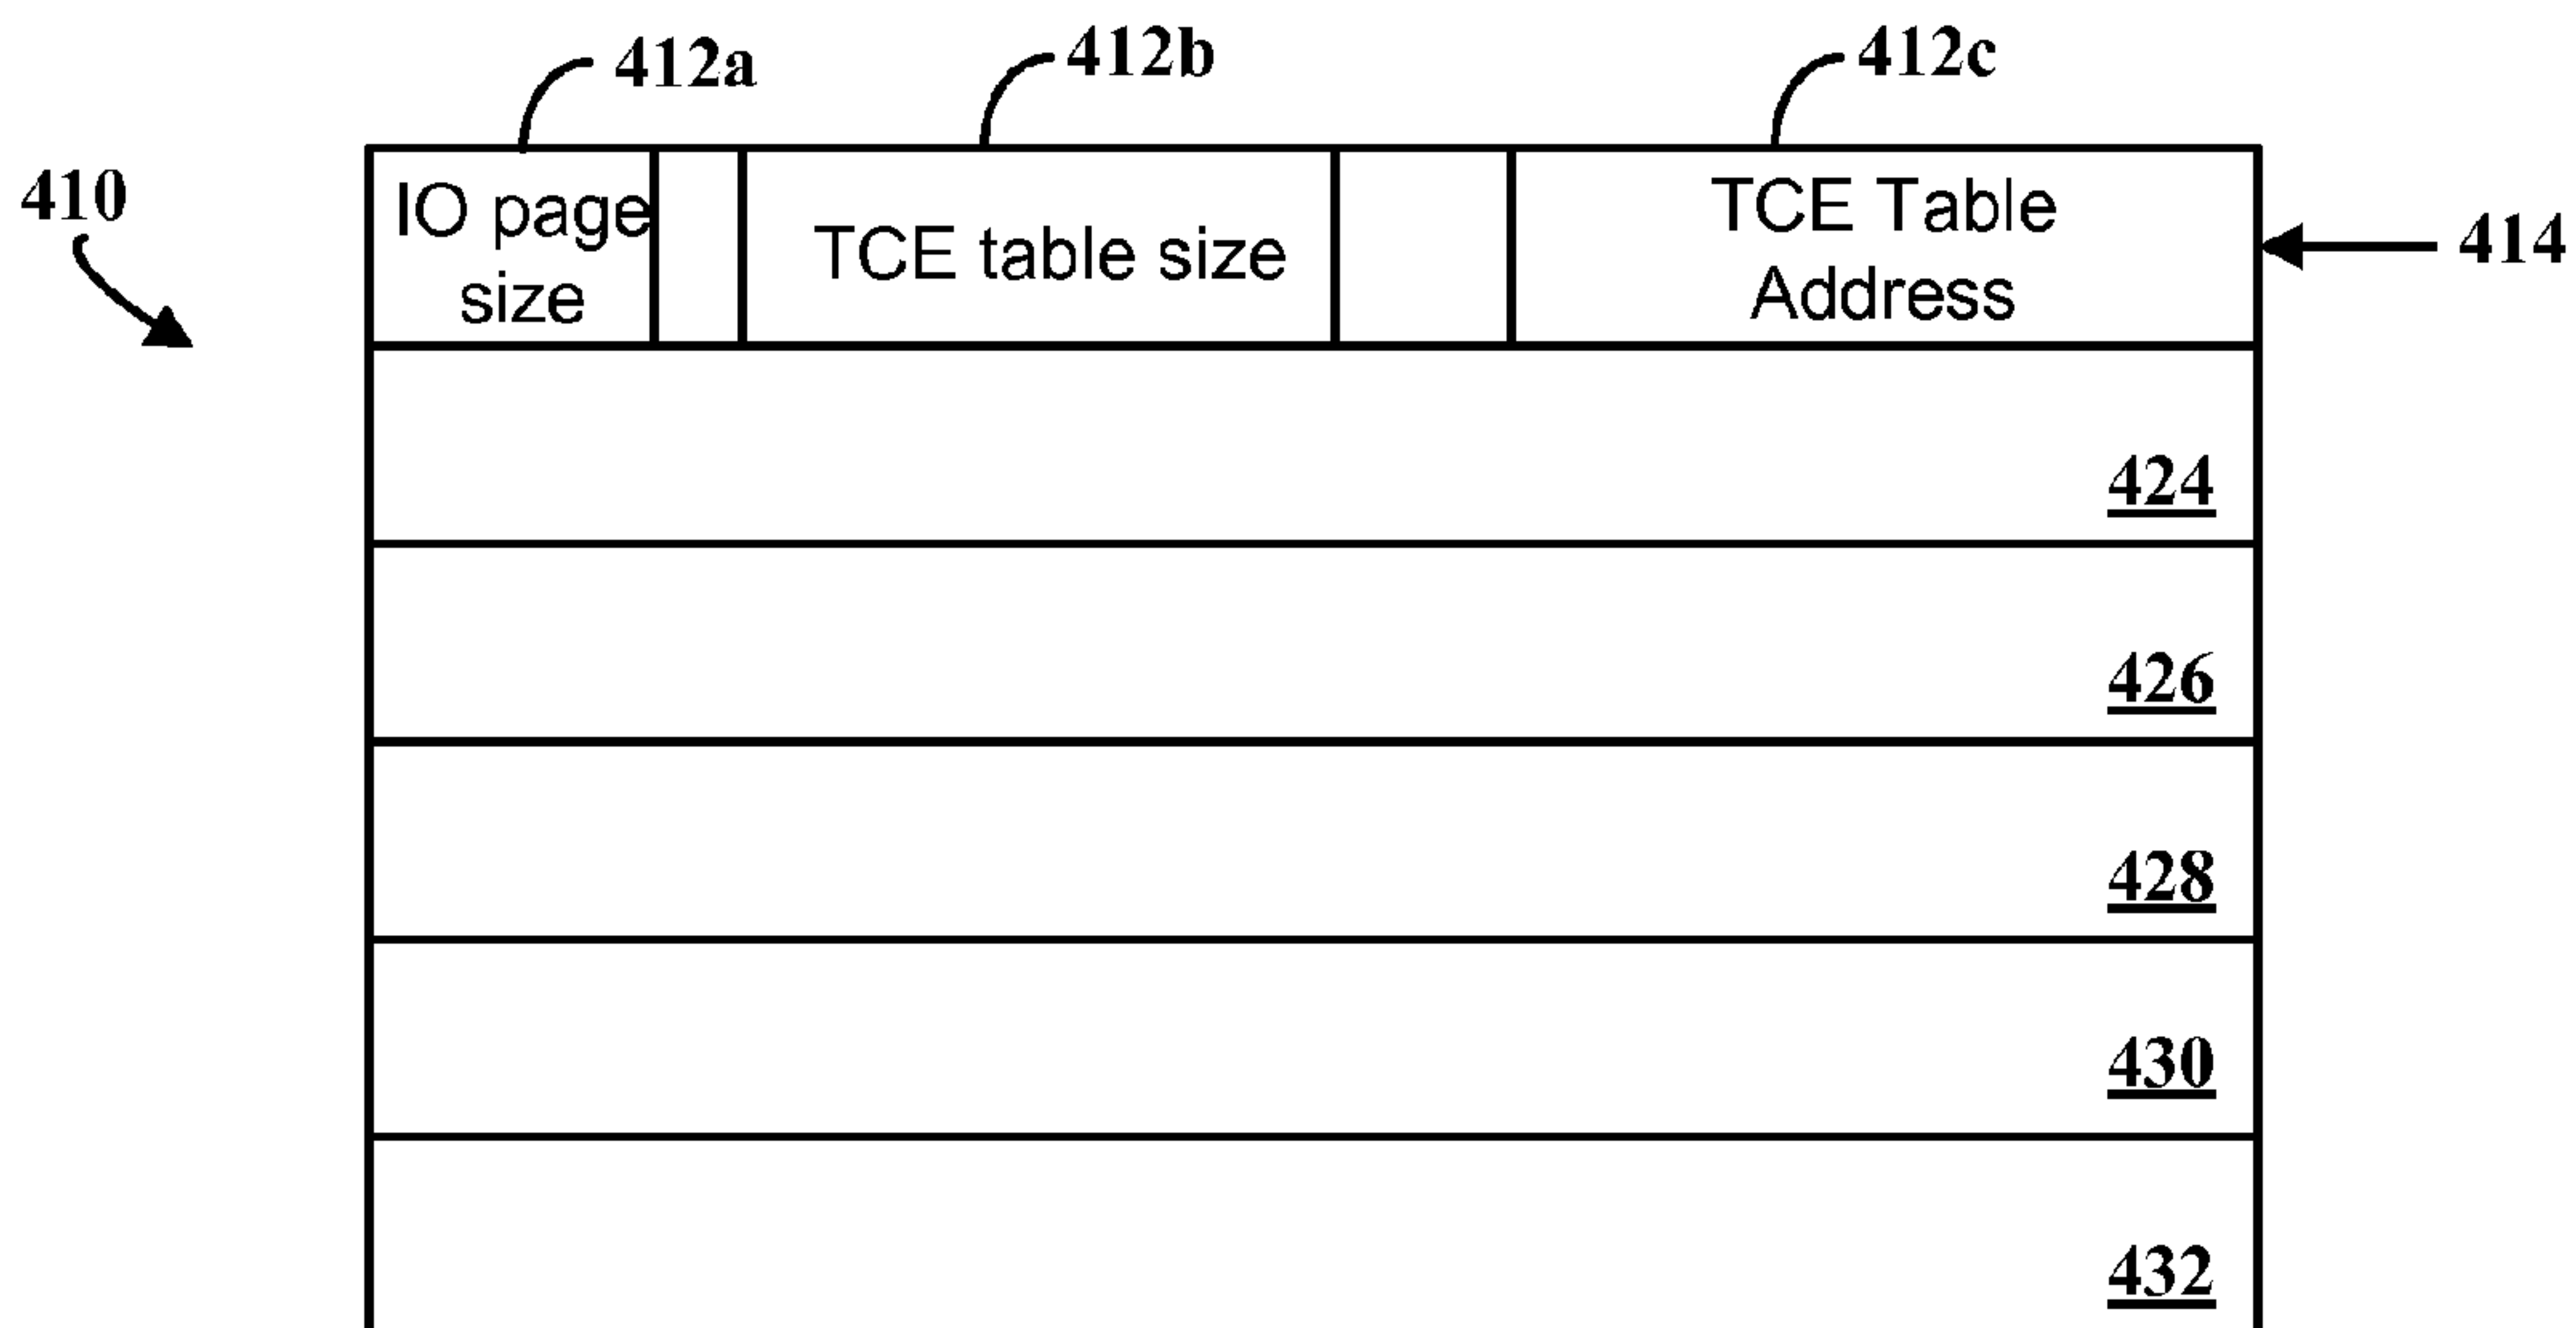 412a
412b
412c
410
IO page
size
TCE table size
TCE Table
Address
414
424
426
428
430
432